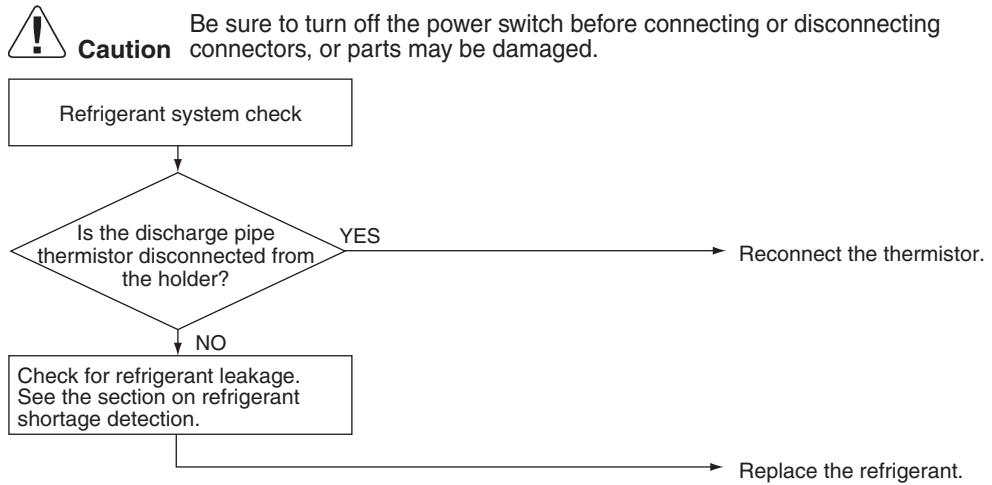 Be sure to turn off the power switch before connecting or disconnecting
Caution connectors, or parts may be damaged.
Refrigerant system check
Is the discharge pipe
thermistor disconnected from
the holder?
YES
Reconnect the thermistor.
NO
Check for refrigerant leakage.
See the section on refrigerant
shortage detection.
Replace the refrigerant.